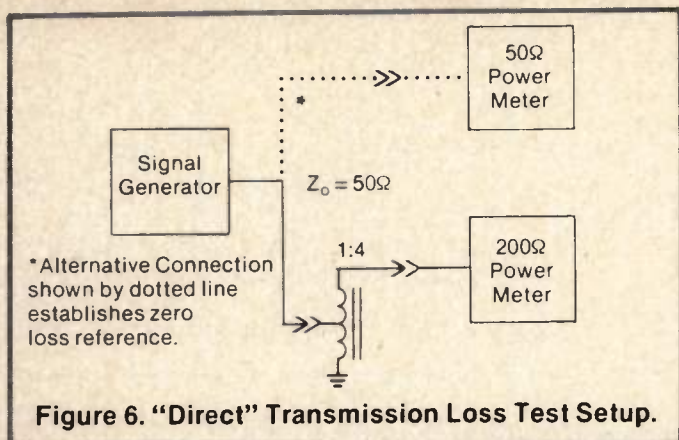 50Ω
Power
Meter
*
Signal
Generator
Z₀ = 50Ω
*Alternative Connection
shown by dotted line
establishes zero
loss reference.
1:4
200Ω
Power
Meter
Figure 6. “Direct” Transmission Loss Test Setup.